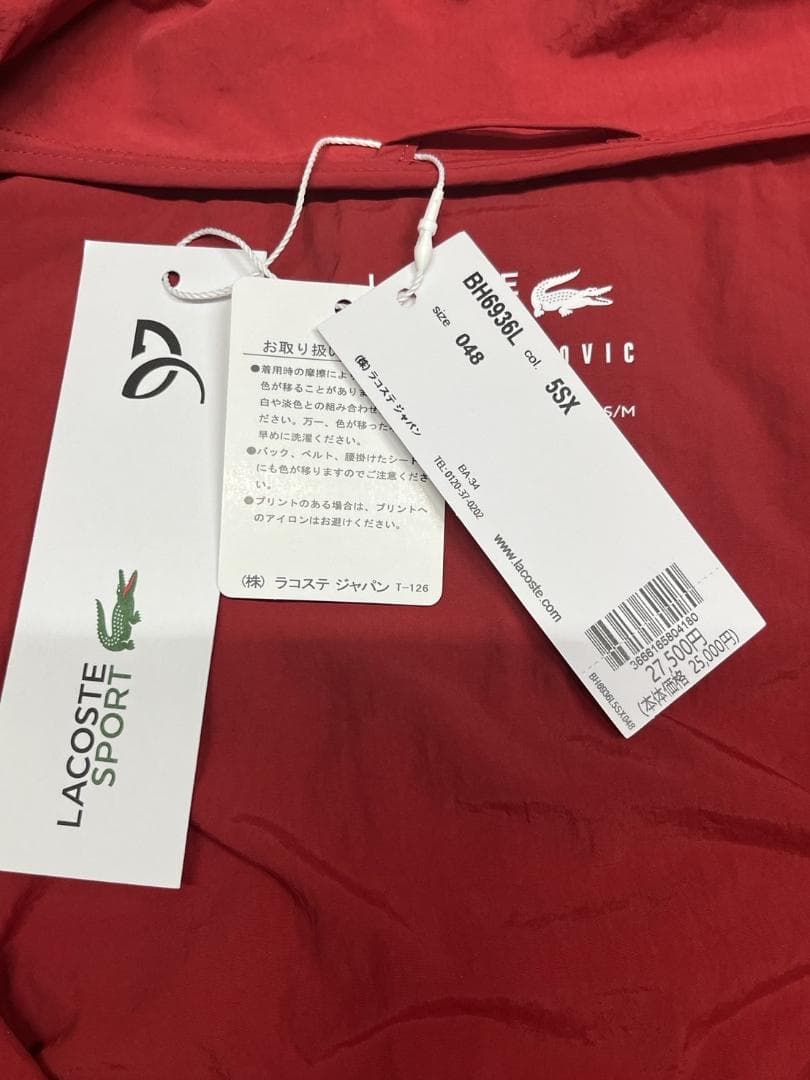 LACOSTE
SPORT
お取り扱い
●着用時の摩擦によ
色が移ることがありま
白や淡色との組み合わせ
ださい。万一、色が移った
早めに洗濯ください。
●バック、ベルト、腰掛けたシート
にも色が移りますのでご注意くださ
い。
●プリントのある場合は、プリントへ
のアイロンはお避けください。
(株) ラコステ ジャパン T-126
BH6936L col. 5SX
size 048
(株) ラコステ ジャパン
BA-34
TEL:0120-37-0202
www.lacoste.com
3666165804180
27,500円
(本体価格 25,000円)
BH6936L5SX048
L
E
OVIC
S/M